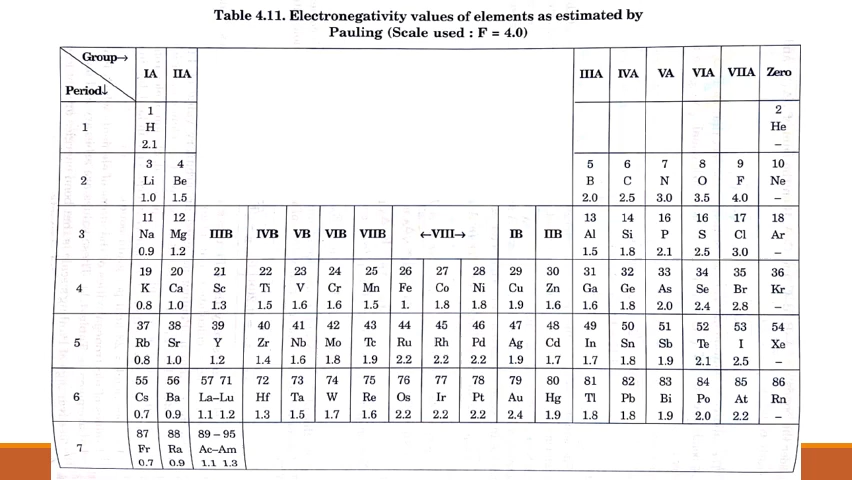 Table 4.11. Electronegativity values of elements as estimated by
Pauling (Scale used : F = 4.0)
Group→
IA IIA IIIA IVA VA VIA VIIA Zero
Period↓
1 2
1 H He
2.1 –
3 4 5 6 7 8 9 10
2 Li Be B C N O F Ne
1.0 1.5 2.0 2.5 3.0 3.5 4.0 –
11 12 13 14 16 16 17 18
3 Na Mg IIIB IVB VB VIB VIIB ←VIII→ IB IIB Al Si P S Cl Ar
0.9 1.2 1.5 1.8 2.1 2.5 3.0 –
19 20 21 22 23 24 25 26 27 28 29 30 31 32 33 34 35 36
4 K Ca Sc Ti V Cr Mn Fe Co Ni Cu Zn Ga Ge As Se Br Kr
0.8 1.0 1.3 1.5 1.6 1.6 1.5 1. 1.8 1.8 1.9 1.6 1.6 1.8 2.0 2.4 2.8 –
37 38 39 40 41 42 43 44 45 46 47 48 49 50 51 52 53 54
5 Rb Sr Y Zr Nb Mo Tc Ru Rh Pd Ag Cd In Sn Sb Te I Xe
0.8 1.0 1.2 1.4 1.6 1.8 1.9 2.2 2.2 2.2 1.9 1.7 1.7 1.8 1.9 2.1 2.5 –
55 56 57 71 72 73 74 75 76 77 78 79 80 81 82 83 84 85 86
6 Cs Ba La–Lu Hf Ta W Re Os Ir Pt Au Hg Tl Pb Bi Po At Rn
0.7 0.9 1.1 1.2 1.3 1.5 1.7 1.6 2.2 2.2 2.2 2.4 1.9 1.8 1.8 1.9 2.0 2.2 –
87 88 89 – 95
7 Fr Ra Ac–Am
0.7 0.9 1.1 1.3